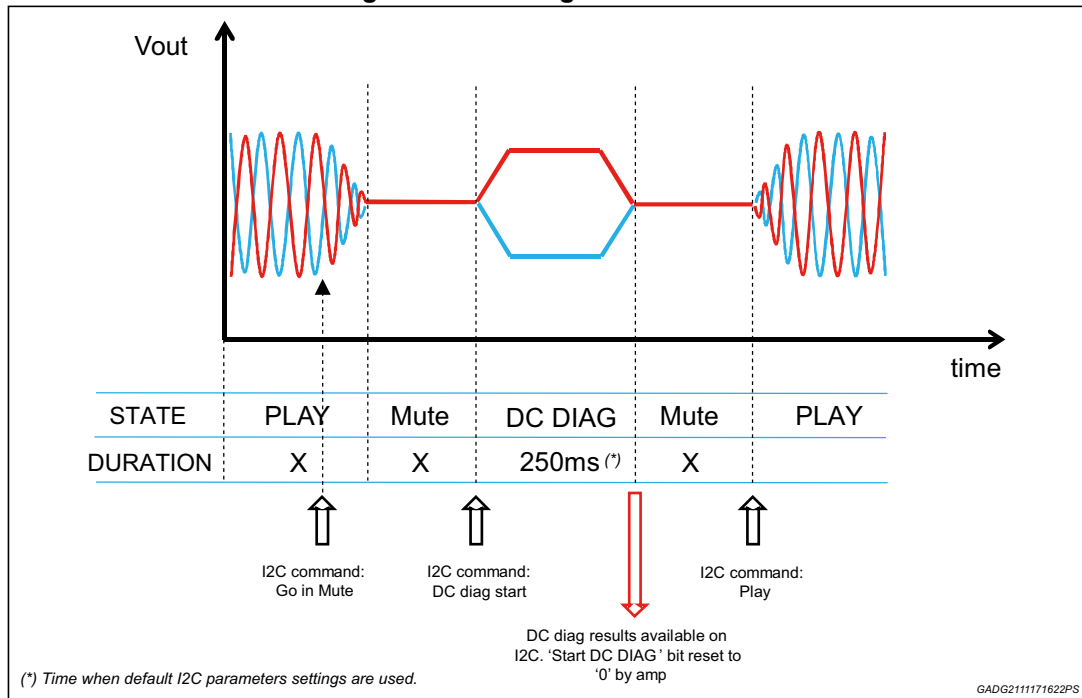 Vout
time
STATE PLAY Mute DC DIAG Mute PLAY
DURATION X X 250ms (*) X
I2C command:
Go in Mute
I2C command:
DC diag start
I2C command:
Play
DC diag results available on
I2C. ‘Start DC DIAG’ bit reset to
‘0’ by amp
(*) Time when default I2C parameters settings are used.
GADG2111171622PS